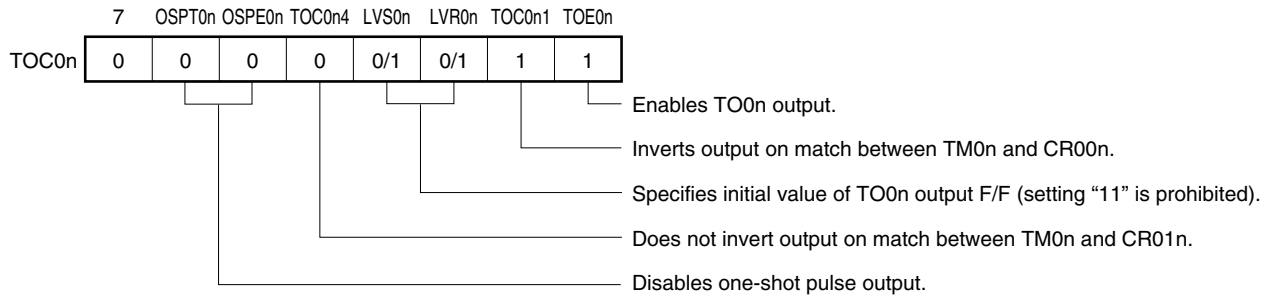 7 OSPT0n OSPE0n TOC0n4 LVS0n LVR0n TOC0n1 TOE0n
TOC0n 0 0 0 0 0/1 0/1 1 1
Enables TO0n output.
Inverts output on match between TM0n and CR00n.
Specifies initial value of TO0n output F/F (setting “11” is prohibited).
Does not invert output on match between TM0n and CR01n.
Disables one-shot pulse output.